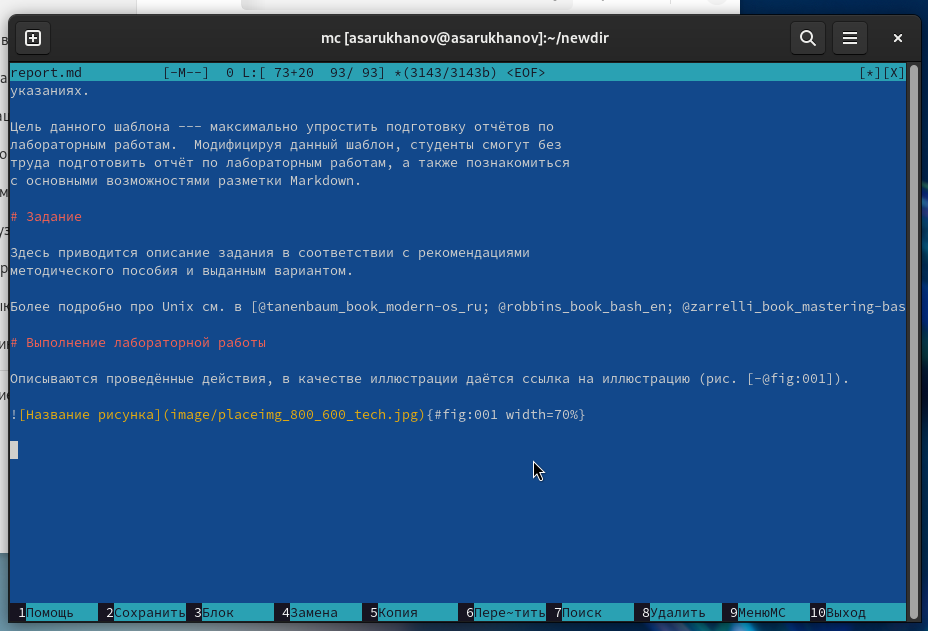 mc [asarukhanov@asarukhanov]:~/newdir
report.md [-M--] 0 L:[ 73+20 93/ 93] *(3143/3143b) <EOF> [*][X]
указаниях.
Цель данного шаблона --- максимально упростить подготовку отчётов по
лабораторным работам. Модифицируя данный шаблон, студенты смогут без
труда подготовить отчёт по лабораторным работам, а также познакомиться
с основными возможностями разметки Markdown.
# Задание
Здесь приводится описание задания в соответствии с рекомендациями
методического пособия и выданным вариантом.
Более подробно про Unix см. в [@tanenbaum_book_modern-os_ru; @robbins_book_bash_en; @zarrelli_book_mastering-bas
# Выполнение лабораторной работы
Описываются проведённые действия, в качестве иллюстрации даётся ссылка на иллюстрацию (рис. [-@fig:001]).
![Название рисунка](image/placeimg_800_600_tech.jpg){#fig:001 width=70%}
1Помощь 2Сохранить 3Блок 4Замена 5Копия 6Пере~тить 7Поиск 8Удалить 9МенюMC 10Выход